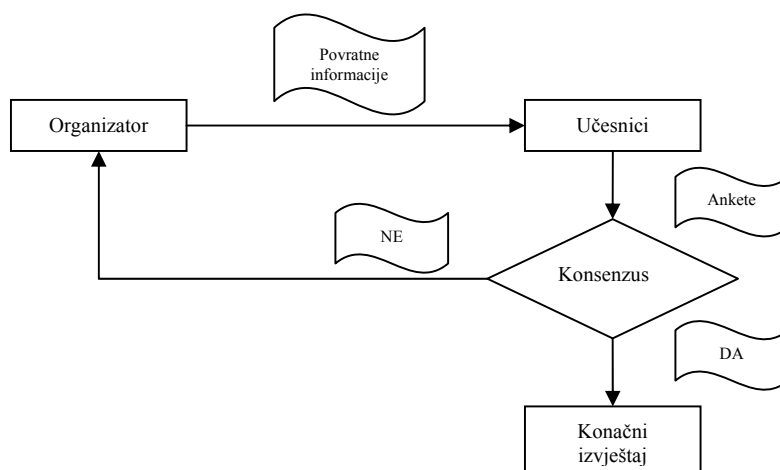 Povratne
informacije
Organizator
Učesnici
Ankete
NE
Konsenzus
DA
Konačni
izvještaj